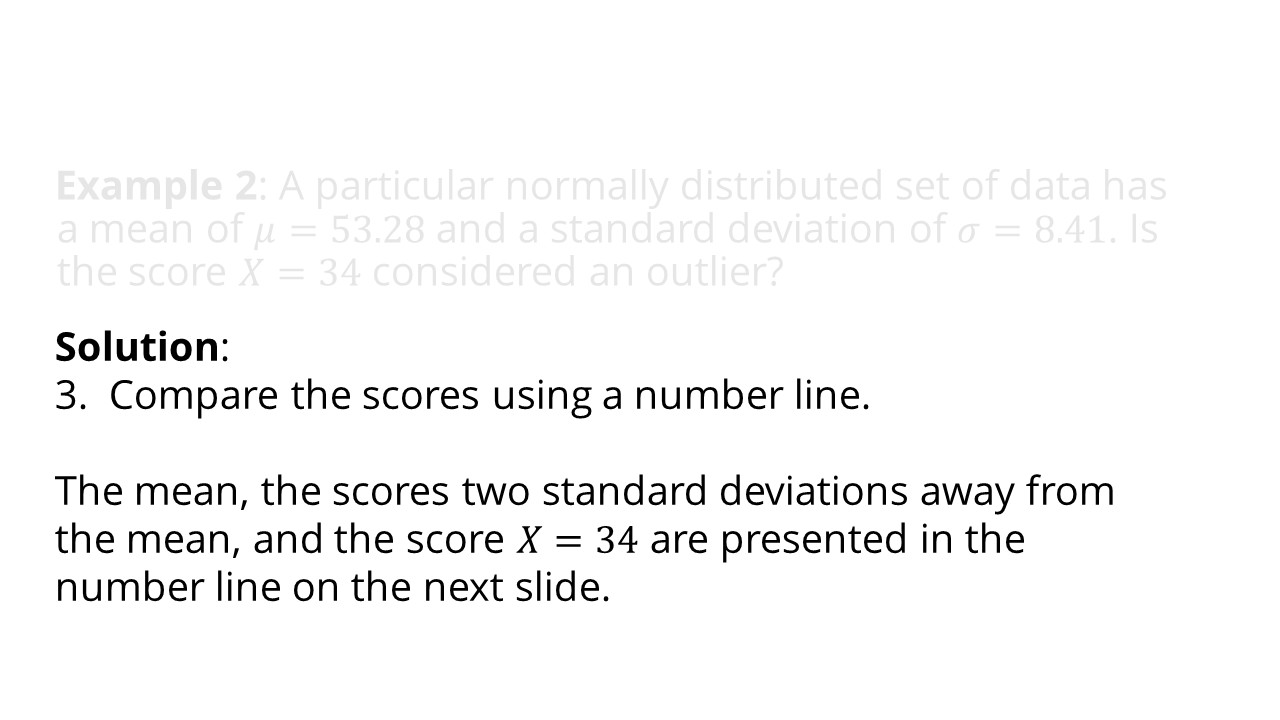 Example 2: A particular normally distributed set of data has
a mean of μ = 53.28 and a standard deviation of σ = 8.41. Is
the score X = 34 considered an outlier?
Solution:
3. Compare the scores using a number line.
The mean, the scores two standard deviations away from
the mean, and the score X = 34 are presented in the
number line on the next slide.